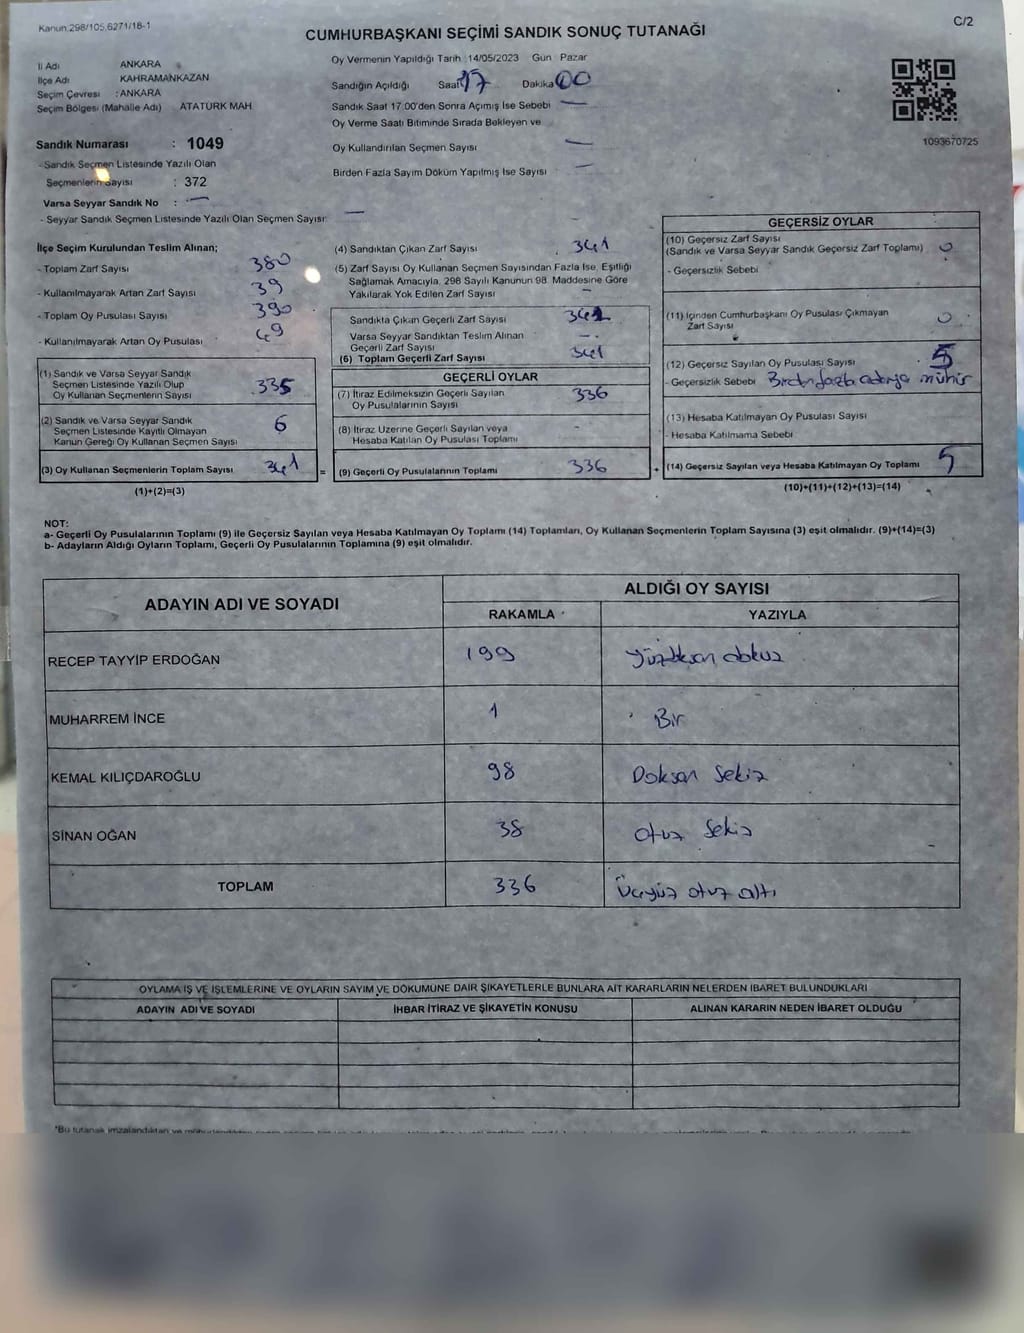 Kanun:298/105,6271/18-1
C/2
CUMHURBAŞKANI SEÇİMİ SANDIK SONUÇ TUTANAĞI
İl Adı ANKARA
İlçe Adı KAHRAMANKAZAN
Seçim Çevresi : ANKARA
Seçim Bölgesi (Mahalle Adı) ATATÜRK MAH
Sandık Numarası : 1049
- Sandık Seçmen Listesinde Yazılı Olan
Seçmenlerin Sayısı : 372
Varsa Seyyar Sandık No : —
- Seyyar Sandık Seçmen Listesinde Yazılı Olan Seçmen Sayısı: —
Oy Vermenin Yapıldığı Tarih :14/05/2023 Gün Pazar
Sandığın Açıldığı Saat 17 Dakika 00
Sandık Saat 17:00'den Sonra Açımış İse Sebebi —
Oy Verme Saati Bitiminde Sırada Bekleyen ve
Oy Kullandırılan Seçmen Sayısı —
Birden Fazla Sayım Döküm Yapılmış İse Sayısı —
1093670725
İlçe Seçim Kurulundan Teslim Alınan;
- Toplam Zarf Sayısı 380
- Kullanılmayarak Artan Zarf Sayısı 39
- Toplam Oy Pusulası Sayısı 390
- Kullanılmayarak Artan Oy Pusulası 49
(1) Sandık ve Varsa Seyyar Sandık
Seçmen Listesinde Yazılı Olup
Oy Kullanan Seçmenlerin Sayısı 335
(2) Sandık ve Varsa Seyyar Sandık
Seçmen Listesinde Kayıtlı Olmayan
Kanun Gereği Oy Kullanan Seçmen Sayısı 6
(3) Oy Kullanan Seçmenlerin Toplam Sayısı 341 =
(1)+(2)=(3)
(4) Sandıktan Çıkan Zarf Sayısı 341
(5) Zarf Sayısı Oy Kullanan Seçmen Sayısından Fazla İse, Eşitliği
Sağlamak Amacıyla, 298 Sayılı Kanunun 98. Maddesine Göre
Yakılarak Yok Edilen Zarf Sayısı –
Sandıkta Çıkan Geçerli Zarf Sayısı 341
Varsa Seyyar Sandıktan Teslim Alınan
Geçerli Zarf Sayısı –
(6) Toplam Geçerli Zarf Sayısı 341
GEÇERLİ OYLAR
(7) İtiraz Edilmeksizin Geçerli Sayılan
Oy Pusulalarının Sayısı 336
(8) İtiraz Üzerine Geçerli Sayılan veya
Hesaba Katılan Oy Pusulası Toplamı –
(9) Geçerli Oy Pusulalarının Toplamı 336 +
GEÇERSİZ OYLAR
(10) Geçersiz Zarf Sayısı
(Sandık ve Varsa Seyyar Sandık Geçersiz Zarf Toplamı) 0
- Geçersizlik Sebebi
(11) İçinden Cumhurbaşkanı Oy Pusulası Çıkmayan
Zarf Sayısı 0
(12) Geçersiz Sayılan Oy Pusulası Sayısı 5
- Geçersizlik Sebebi Birden fazla adaya mühür
(13) Hesaba Katılmayan Oy Pusulası Sayısı
- Hesaba Katılmama Sebebi
(14) Geçersiz Sayılan veya Hesaba Katılmayan Oy Toplamı 5
(10)+(11)+(12)+(13)=(14)
NOT:
a- Geçerli Oy Pusulalarının Toplamı (9) ile Geçersiz Sayılan veya Hesaba Katılmayan Oy Toplamı (14) Toplamları, Oy Kullanan Seçmenlerin Toplam Sayısına (3) eşit olmalıdır. (9)+(14)=(3)
b- Adayların Aldığı Oyların Toplamı, Geçerli Oy Pusulalarının Toplamına (9) eşit olmalıdır.
ADAYIN ADI VE SOYADI
ALDIĞI OY SAYISI
RAKAMLA YAZIYLA
RECEP TAYYİP ERDOĞAN 199 Yüzdoksan dokuz
MUHARREM İNCE 1 Bir
KEMAL KILIÇDAROĞLU 98 Doksan Sekiz
SİNAN OĞAN 38 Otuz Sekiz
TOPLAM 336 Üçyüz otuz altı
OYLAMA İŞ VE İŞLEMLERİNE VE OYLARIN SAYIM VE DÖKÜMÜNE DAİR ŞİKAYETLERLE BUNLARA AİT KARARLARIN NELERDEN İBARET BULUNDUKLARI
ADAYIN ADI VE SOYADI İHBAR İTİRAZ VE ŞİKAYETİN KONUSU ALINAN KARARIN NEDEN İBARET OLDUĞU
*Bu tutanak imzalandıktan ve